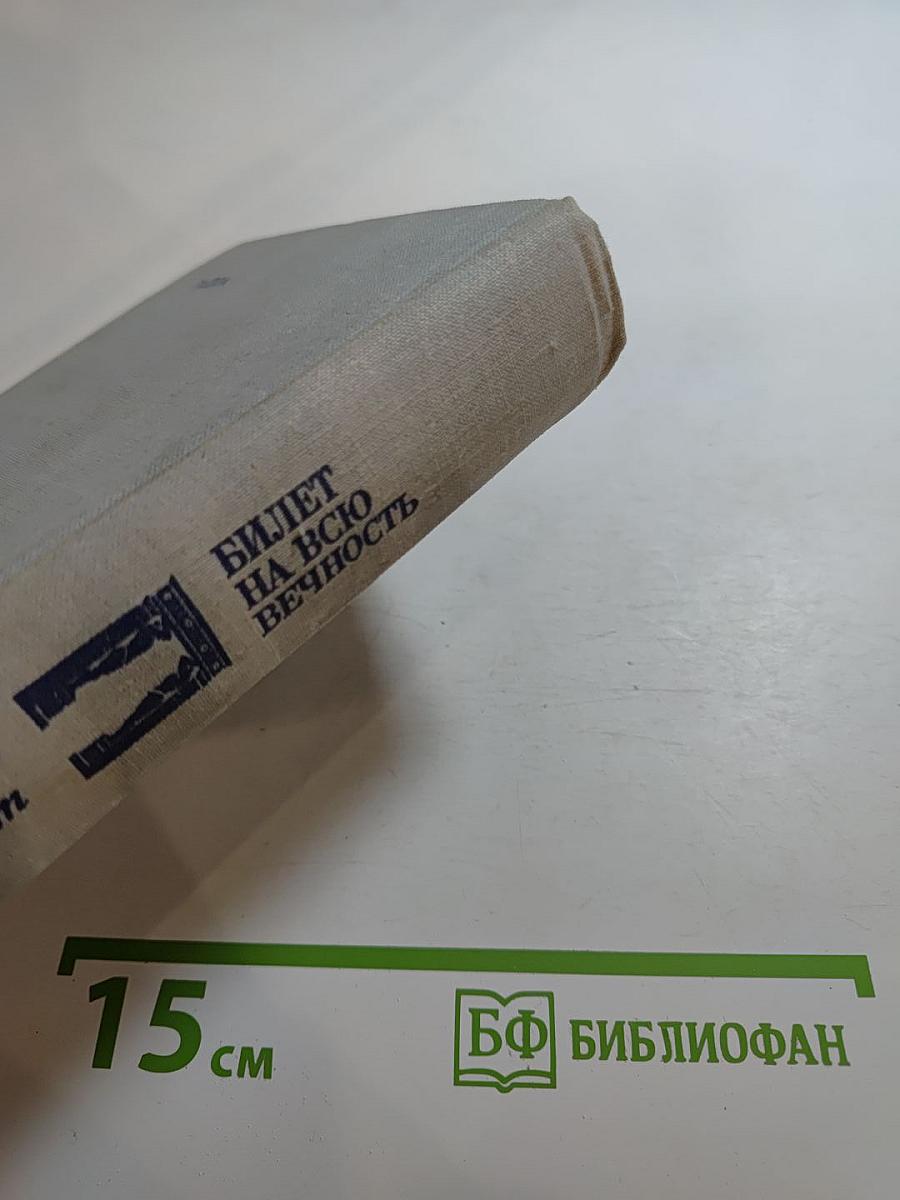 БИЛЕТ
НА ВСЮ
ВЕЧНОСТЬ
15 см
БФ БИБЛИОФАН